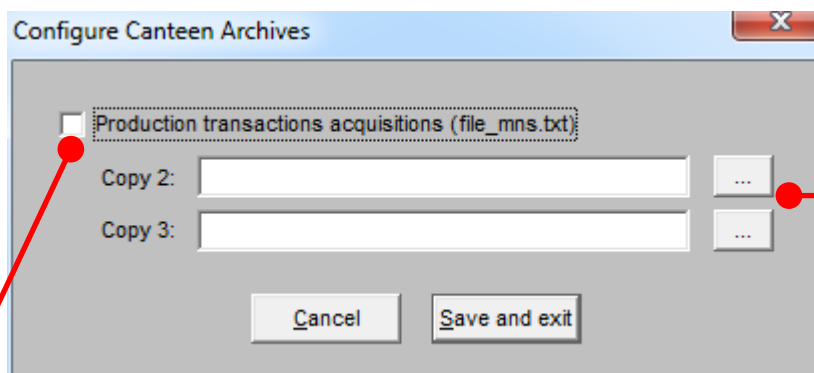 Configure Canteen Archives
X
Production transactions acquisitions (file_mns.txt)
Copy 2: ...
Copy 3: ...
Cancel Save and exit